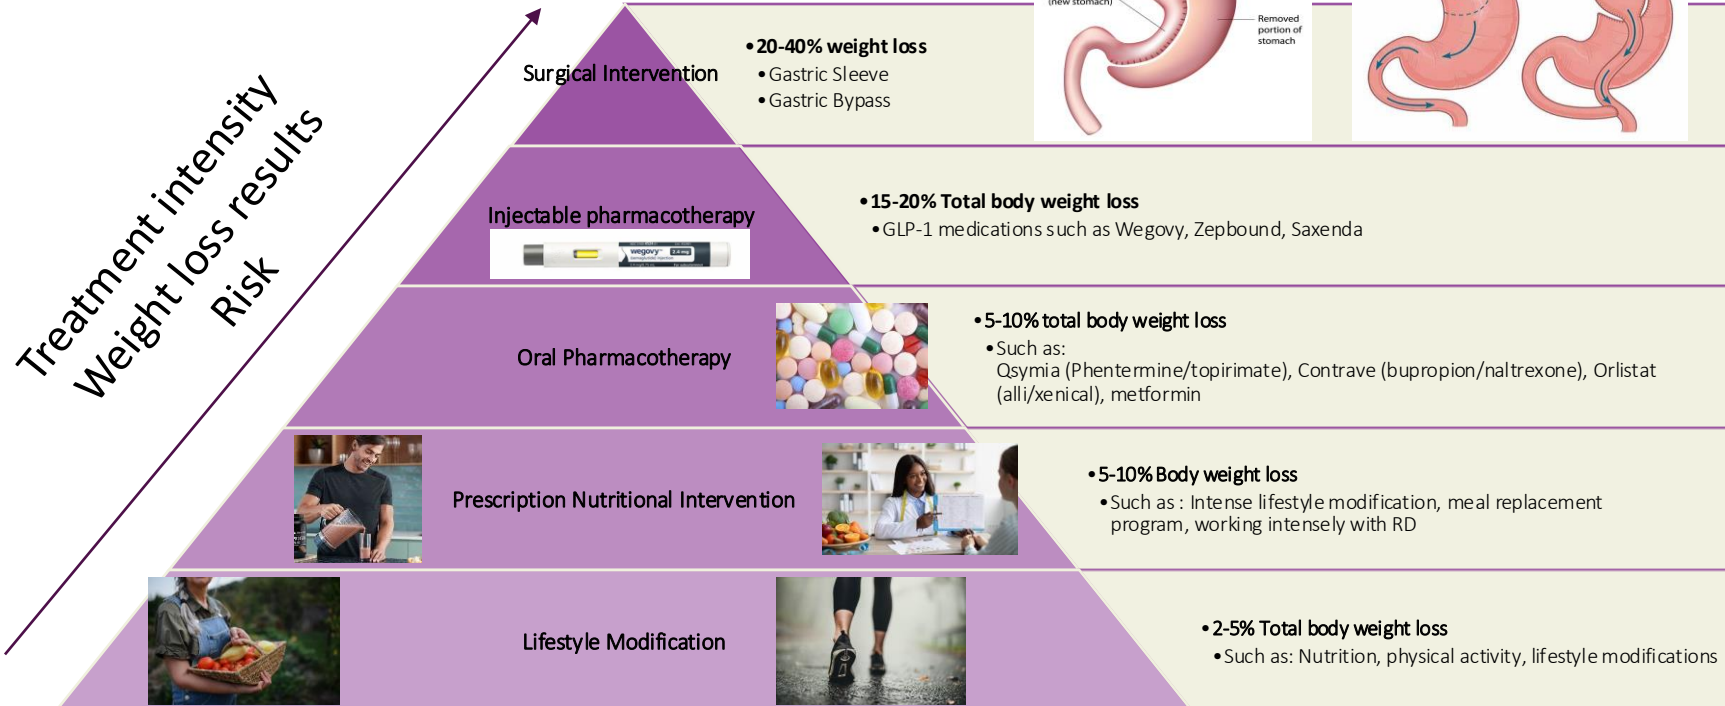 Treatment intensity
Weight loss results
Risk
(new stomach)
Removed
portion of
stomach
Surgical Intervention
•20-40% weight loss
•Gastric Sleeve
•Gastric Bypass
Injectable pharmacotherapy
wegovy
•15-20% Total body weight loss
•GLP-1 medications such as Wegovy, Zepbound, Saxenda
Oral Pharmacotherapy
•5-10% total body weight loss
•Such as:
Qsymia (Phentermine/topirimate), Contrave (bupropion/naltrexone), Orlistat
(alli/xenical), metformin
Prescription Nutritional Intervention
•5-10% Body weight loss
•Such as : Intense lifestyle modification, meal replacement
program, working intensely with RD
Lifestyle Modification
•2-5% Total body weight loss
•Such as: Nutrition, physical activity, lifestyle modifications